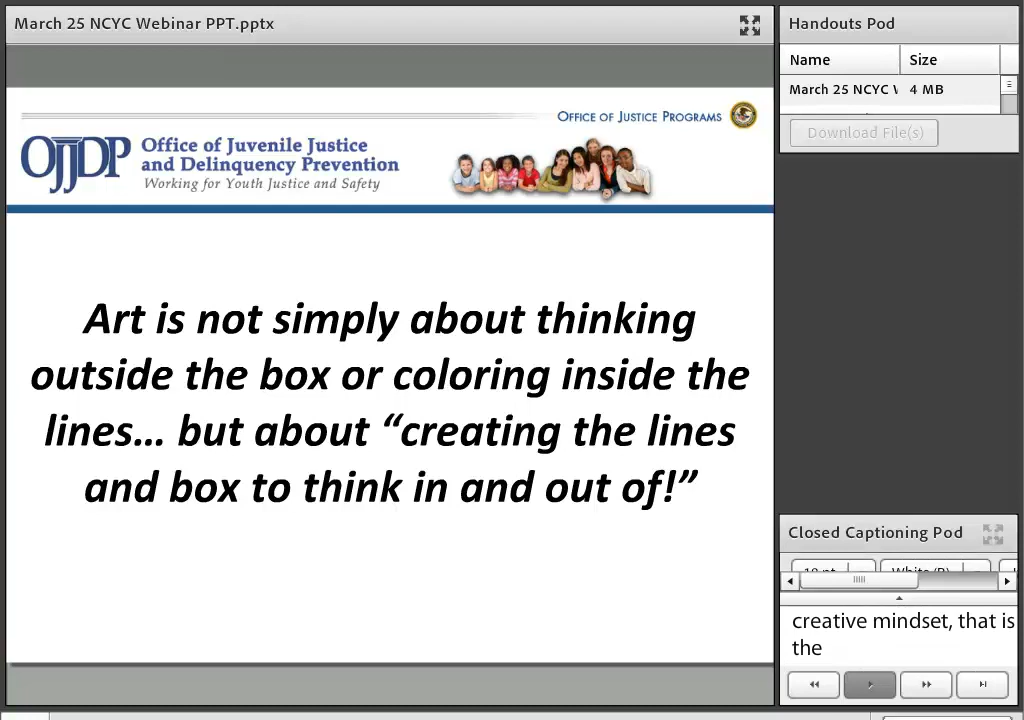 March 25 NCYC Webinar PPT.pptx
Handouts Pod
Name Size
March 25 NCYC 4 MB
Download File(s)
OFFICE OF JUSTICE PROGRAMS
OJJDP
Office of Juvenile Justice
and Delinquency Prevention
Working for Youth Justice and Safety
Art is not simply about thinking
outside the box or coloring inside the
lines... but about “creating the lines
and box to think in and out of!”
Closed Captioning Pod
18 pt White (B)
creative mindset, that is
the